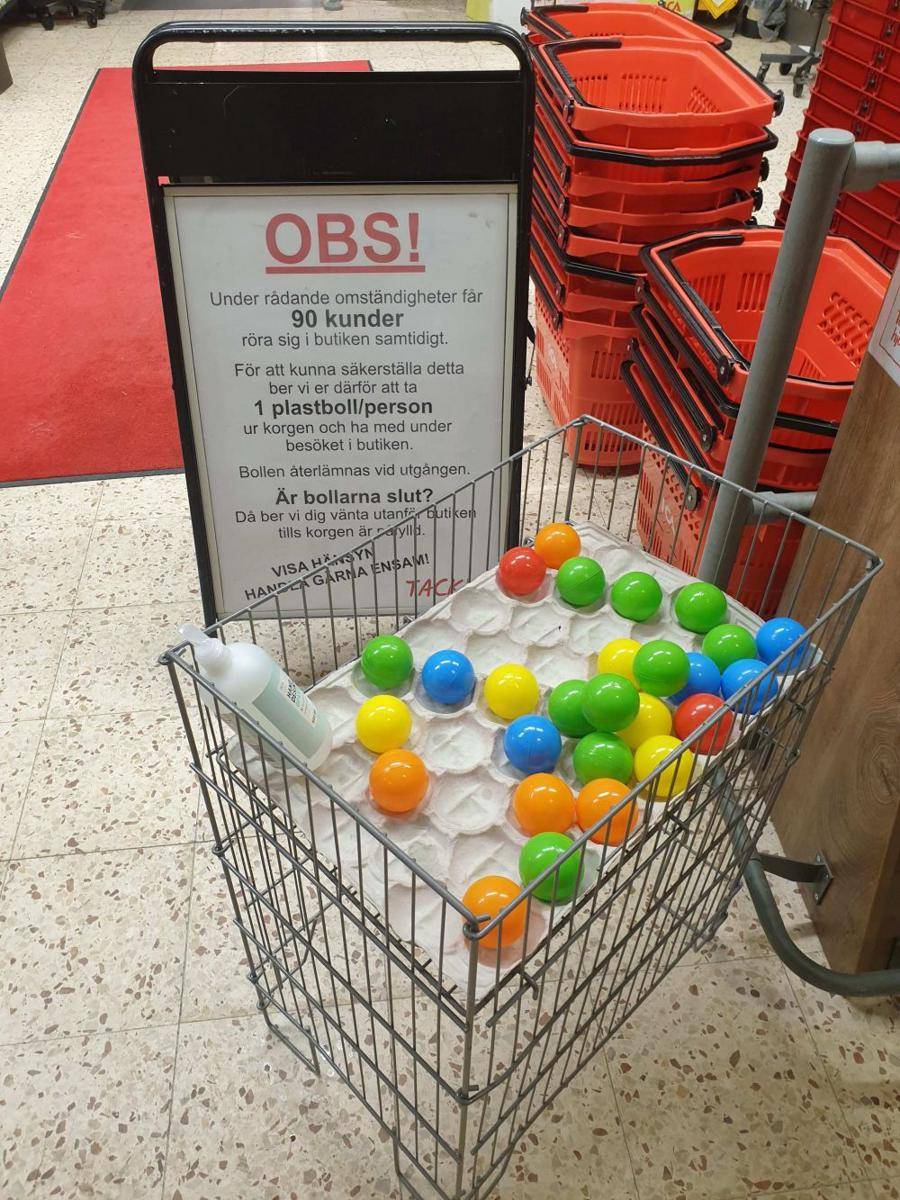 OBS!
Under rådande omständigheter får
90 kunder
röra sig i butiken samtidigt.
För att kunna säkerställa detta
ber vi er därför att ta
1 plastboll/person
ur korgen och ha med under
besöket i butiken.
Bollen återlämnas vid utgången.
Är bollarna slut?
Då ber vi dig vänta utanför butiken
tills korgen är påfylld.
VISA HÄNSYN
HANDLA GÄRNA ENSAM!
TACK